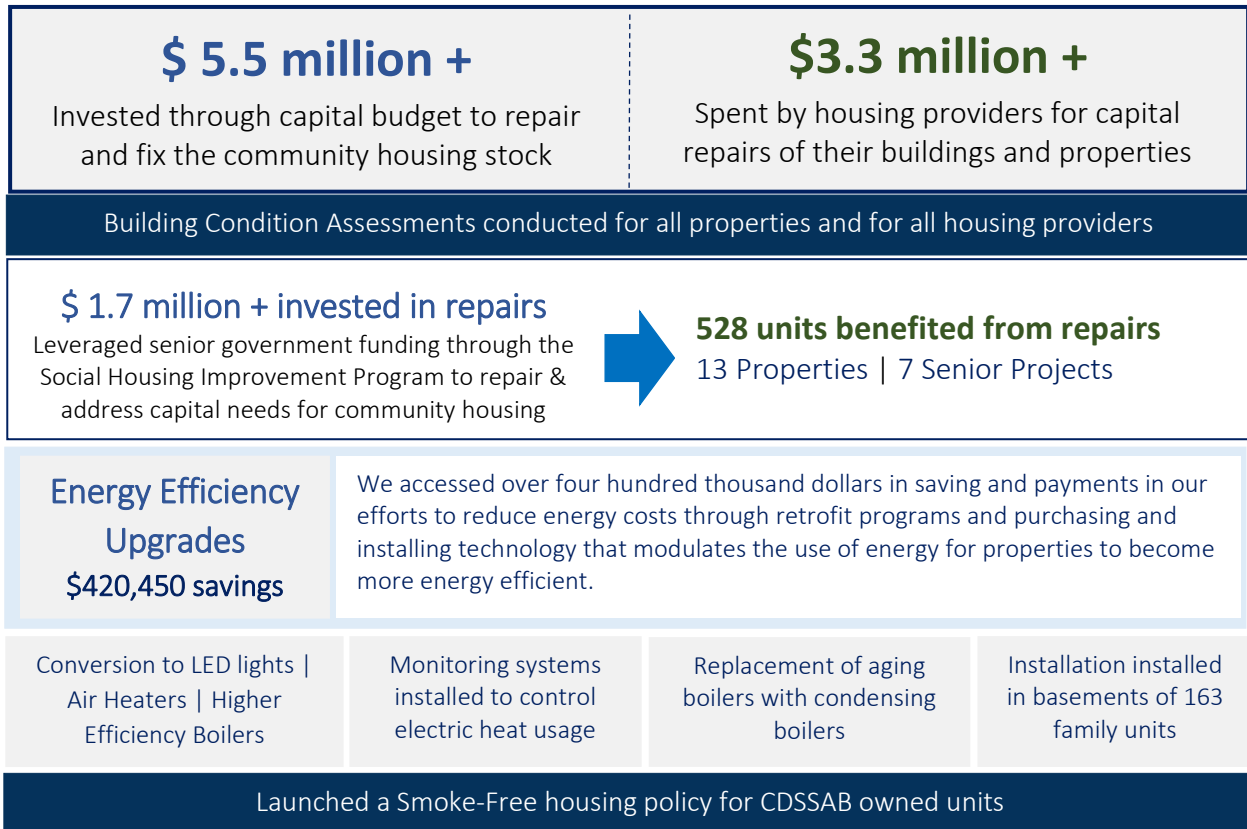 $ 5.5 million +
Invested through capital budget to repair
and fix the community housing stock
$3.3 million +
Spent by housing providers for capital
repairs of their buildings and properties
Building Condition Assessments conducted for all properties and for all housing providers
$ 1.7 million + invested in repairs
Leveraged senior government funding through the
Social Housing Improvement Program to repair &
address capital needs for community housing
528 units benefited from repairs
13 Properties | 7 Senior Projects
Energy Efficiency
Upgrades
$420,450 savings
We accessed over four hundred thousand dollars in saving and payments in our
efforts to reduce energy costs through retrofit programs and purchasing and
installing technology that modulates the use of energy for properties to become
more energy efficient.
Conversion to LED lights |
Air Heaters | Higher
Efficiency Boilers
Monitoring systems
installed to control
electric heat usage
Replacement of aging
boilers with condensing
boilers
Installation installed
in basements of 163
family units
Launched a Smoke-Free housing policy for CDSSAB owned units